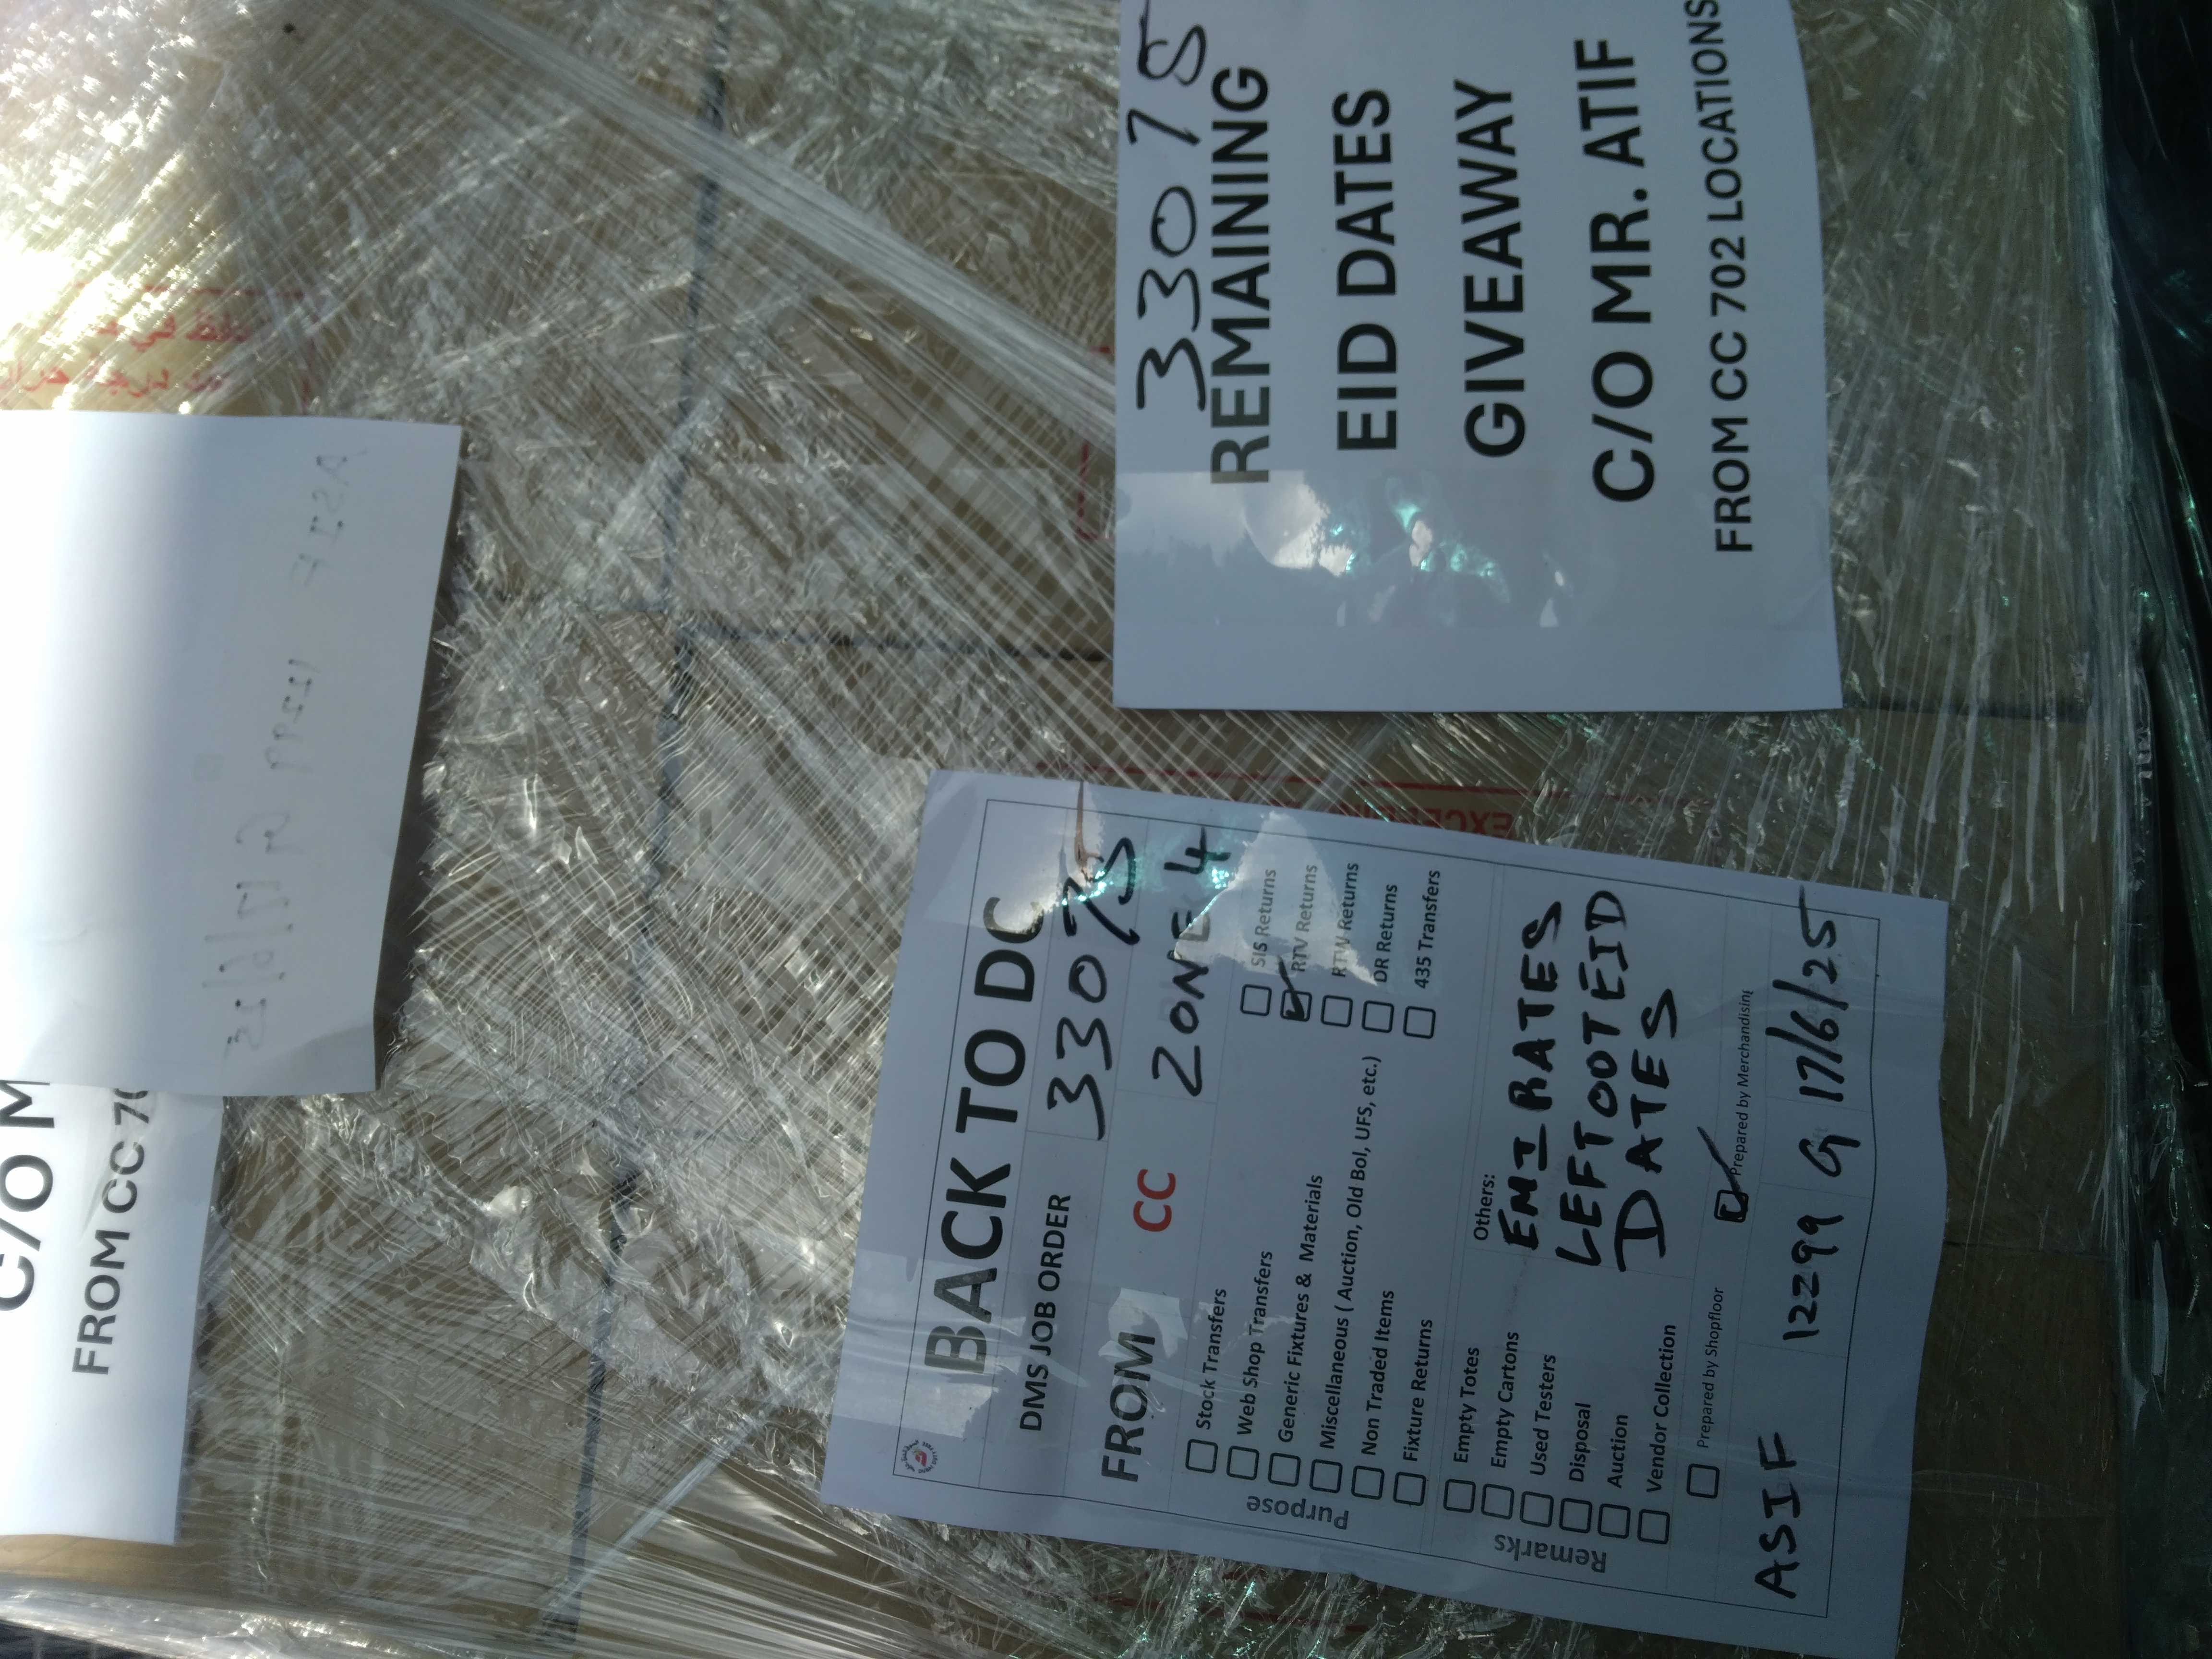 33075
REMAINING
EID DATES
GIVEAWAY
C/O MR. ATIF
FROM CC 702 LOCATIONS
BACK TO DC
DMS JOB ORDER 33075
FROM CC ZONE 4
Purpose
Stock Transfers
Web Shop Transfers
Generic Fixtures & Materials
Miscellaneous ( Auction, Old Bol, UFS, etc.)
Non Traded Items
Fixture Returns
SIS Returns
RTV Returns
RTW Returns
DR Returns
435 Transfers
Remarks
Empty Totes
Empty Cartons
Used Testers
Disposal
Auction
Vendor Collection
Others:
EMIRATES
LEFTOOTEID
DATES
Prepared by Shopfloor
Prepared by Merchandising
ASIF 12299 G 17/6/25
C/O M
FROM CC 70